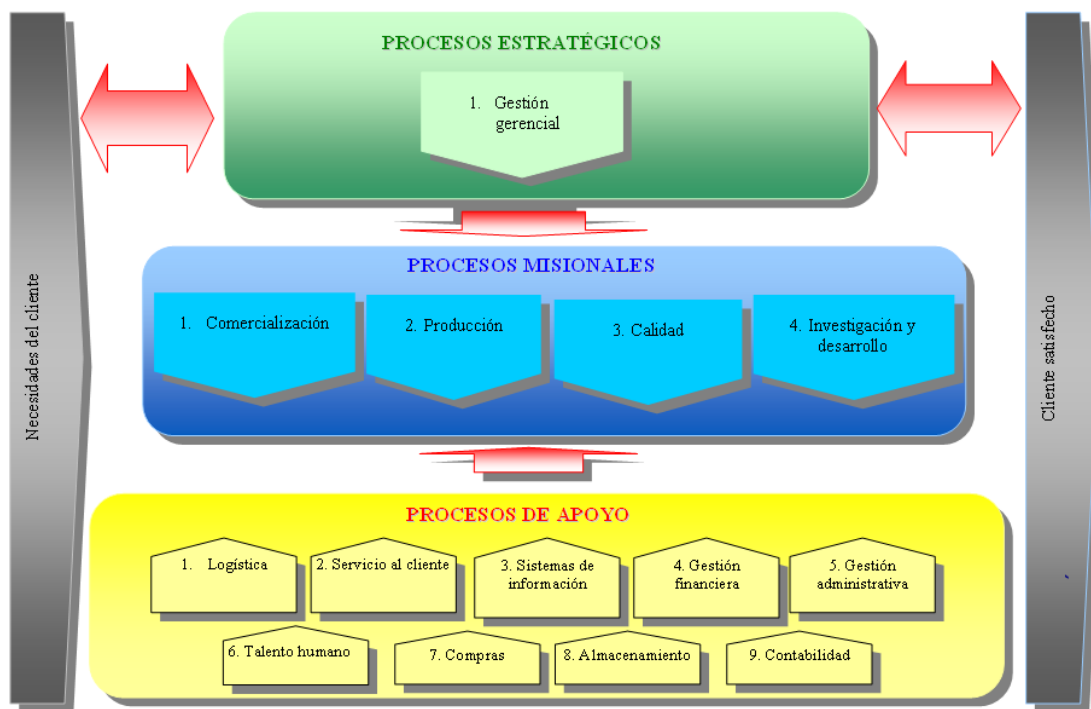 Necesidades del cliente
PROCESOS ESTRATÉGICOS
1. Gestión
gerencial
PROCESOS MISIONALES
1. Comercialización
2. Producción
3. Calidad
4. Investigación y
desarrollo
PROCESOS DE APOYO
1. Logística
2. Servicio al cliente
3. Sistemas de
información
4. Gestión
financiera
5. Gestión
administrativa
6. Talento humano
7. Compras
8. Almacenamiento
9. Contabilidad
Cliente satisfecho